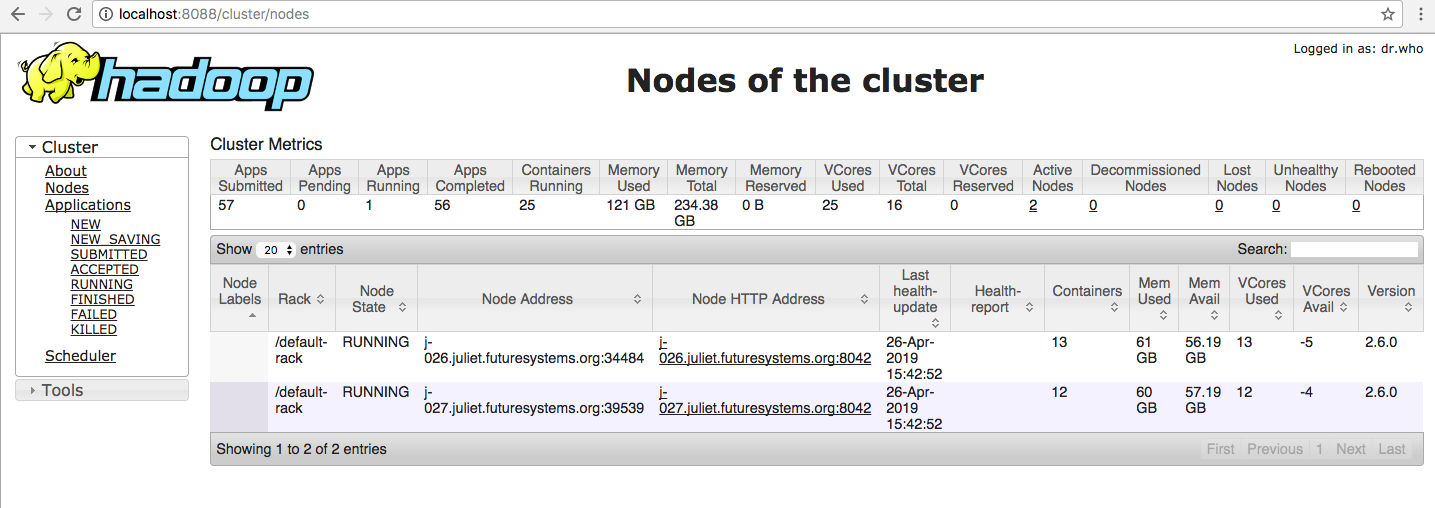 localhost:8088/cluster/nodes
Logged in as: dr.who
hadoop
Nodes of the cluster
Cluster
About
Nodes
Applications
NEW
NEW_SAVING
SUBMITTED
ACCEPTED
RUNNING
FINISHED
FAILED
KILLED
Scheduler
Tools
Cluster Metrics
Apps Apps Apps Apps Containers Memory Memory Memory VCores VCores VCores Active Decommissioned Lost Unhealthy Rebooted
Submitted Pending Running Completed Running Used Total Reserved Used Total Reserved Nodes Nodes Nodes Nodes Nodes
57 0 1 56 25 121 GB 234.38 0 B 25 16 0 2 0 0 0 0
GB
Show 20 entries Search:
Node Labels Rack Node State Node Address Node HTTP Address Last health-update Health-report Containers Mem Used Mem Avail VCores Used VCores Avail Version
/default- RUNNING j- j- 26-Apr- 13 61 56.19 13 -5 2.6.0
rack 026.juliet.futuresystems.org:34484 026.juliet.futuresystems.org:8042 2019 GB GB
15:42:52
/default- RUNNING j- j- 26-Apr- 12 60 57.19 12 -4 2.6.0
rack 027.juliet.futuresystems.org:39539 027.juliet.futuresystems.org:8042 2019 GB GB
15:42:52
Showing 1 to 2 of 2 entries First Previous 1 Next Last